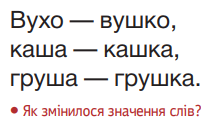 Вухо — вушко,
каша — кашка,
груша — грушка.
• Як змінилося значення слів?